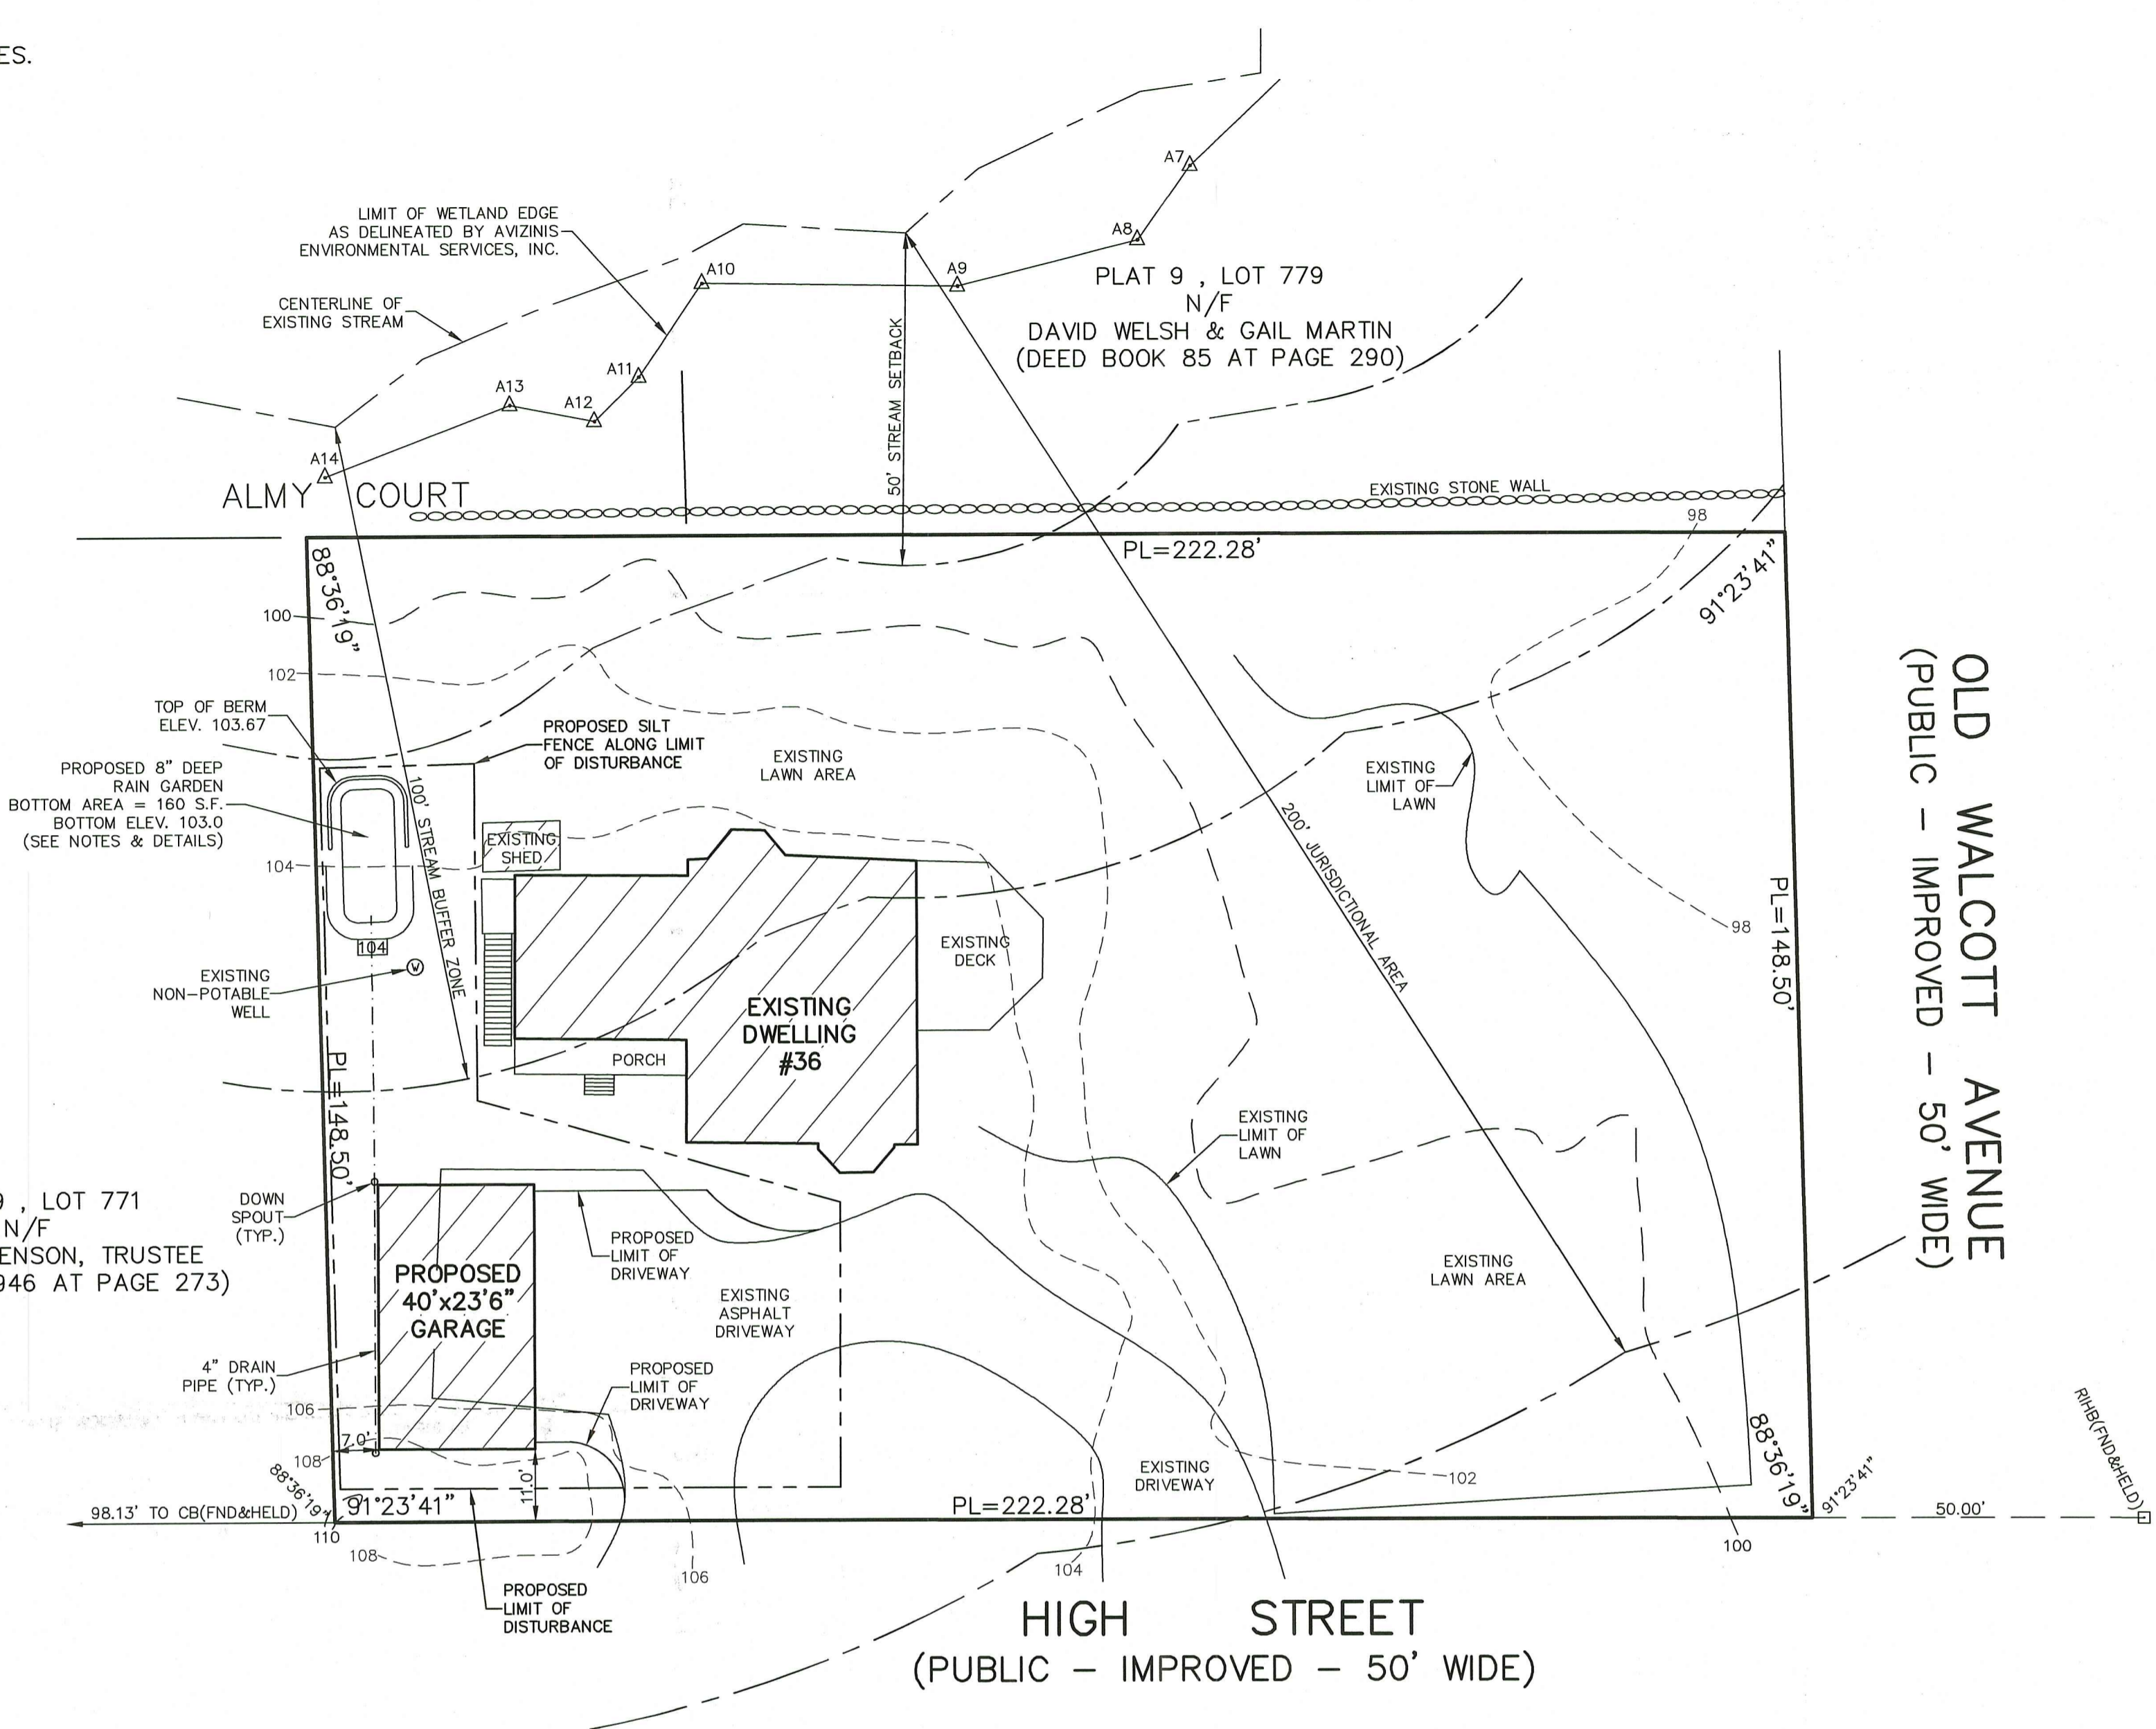 ES.
A7
LIMIT OF WETLAND EDGE
AS DELINEATED BY AVIZINIS
ENVIRONMENTAL SERVICES, INC.
A8
A10
A9
PLAT 9 , LOT 779
N/F
DAVID WELSH & GAIL MARTIN
(DEED BOOK 85 AT PAGE 290)
CENTERLINE OF
EXISTING STREAM
50' STREAM SETBACK
A11
A13
A12
A14
ALMY COURT
EXISTING STONE WALL
98
PL=222.28'
88°36'19"
91°23'41"
100
102
TOP OF BERM
ELEV. 103.67
PROPOSED SILT
FENCE ALONG LIMIT
OF DISTURBANCE
EXISTING
LAWN AREA
PROPOSED 8" DEEP
RAIN GARDEN
BOTTOM AREA = 160 S.F.
BOTTOM ELEV. 103.0
(SEE NOTES & DETAILS)
100' STREAM BUFFER ZONE
EXISTING
LIMIT OF
LAWN
200' JURISDICTIONAL AREA
EXISTING
SHED
104
OLD WALCOTT AVENUE
(PUBLIC – IMPROVED – 50' WIDE)
PL=148.50'
98
104
W
EXISTING
NON-POTABLE
WELL
EXISTING
DECK
EXISTING
DWELLING
#36
PORCH
PL=148.50'
EXISTING
LIMIT OF
LAWN
9 , LOT 771
N/F
ENSON, TRUSTEE
946 AT PAGE 273)
DOWN
SPOUT
(TYP.)
PROPOSED
LIMIT OF
DRIVEWAY
PROPOSED
40'x23'6"
GARAGE
EXISTING
ASPHALT
DRIVEWAY
EXISTING
LAWN AREA
4" DRAIN
PIPE (TYP.)
PROPOSED
LIMIT OF
DRIVEWAY
106
7.0'
108
11.0'
88°36'19"
91°23'41"
98.13' TO CB(FND&HELD)
110
108
PL=222.28'
EXISTING
DRIVEWAY
102
88°36'19"
91°23'41"
50.00'
RIHB(FND&HELD)
106
104
100
PROPOSED
LIMIT OF
DISTURBANCE
HIGH STREET
(PUBLIC – IMPROVED – 50' WIDE)